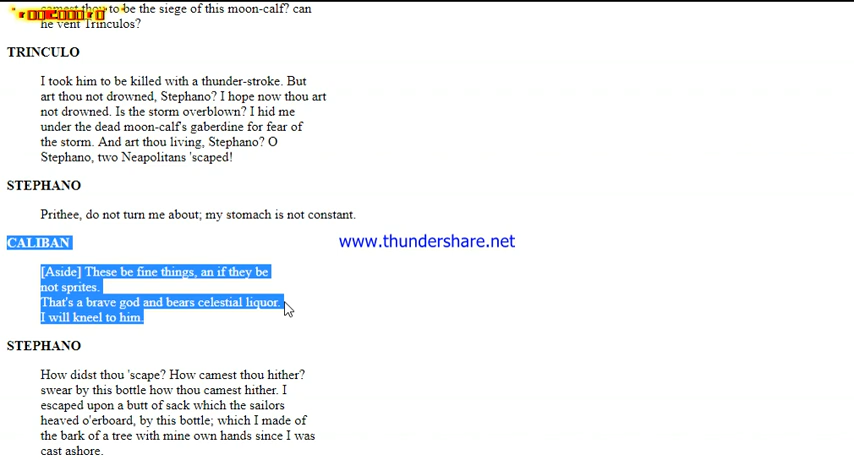 camest thou to be the siege of this moon-calf? can
he vent Trinculos?
TRINCULO
I took him to be killed with a thunder-stroke. But
art thou not drowned, Stephano? I hope now thou art
not drowned. Is the storm overblown? I hid me
under the dead moon-calf's gaberdine for fear of
the storm. And art thou living, Stephano? O
Stephano, two Neapolitans 'scaped!
STEPHANO
Prithee, do not turn me about; my stomach is not constant.
CALIBAN
www.thundershare.net
[Aside] These be fine things, an if they be
not sprites.
That's a brave god and bears celestial liquor.
I will kneel to him.
STEPHANO
How didst thou 'scape? How camest thou hither?
swear by this bottle how thou camest hither. I
escaped upon a butt of sack which the sailors
heaved o'erboard, by this bottle; which I made of
the bark of a tree with mine own hands since I was
cast ashore.